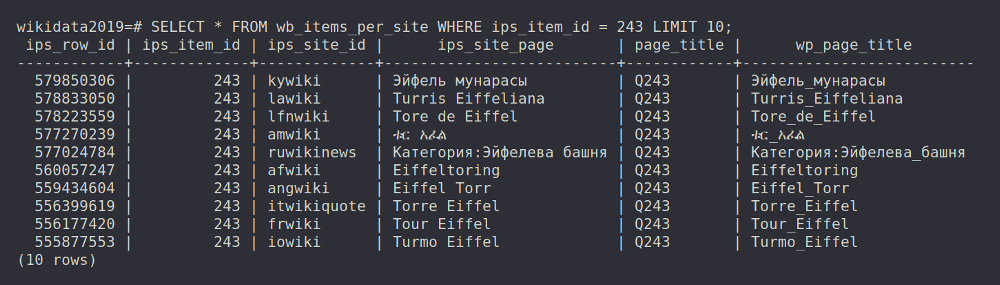 wikidata2019=# SELECT * FROM wb_items_per_site WHERE ips_item_id = 243 LIMIT 10;
 ips_row_id | ips_item_id | ips_site_id |      ips_site_page      | page_title |      wp_page_title
------------+-------------+-------------+-------------------------+------------+-------------------------
  579850306 |         243 | kywiki      | Эйфель мунарасы         | Q243       | Эйфель_мунарасы
  578833050 |         243 | lawiki      | Turris Eiffeliana       | Q243       | Turris_Eiffeliana
  578223559 |         243 | lfnwiki     | Tore de Eiffel          | Q243       | Tore_de_Eiffel
  577270239 |         243 | amwiki      | ቱር አፊል                  | Q243       | ቱር_አፊል
  577024784 |         243 | ruwikinews  | Категория:Эйфелева башня | Q243       | Категория:Эйфелева_башня
  560057247 |         243 | afwiki      | Eiffeltoring            | Q243       | Eiffeltoring
  559434604 |         243 | angwiki     | Eiffel Torr             | Q243       | Eiffel_Torr
  556399619 |         243 | itwikiquote | Torre Eiffel            | Q243       | Torre_Eiffel
  556177420 |         243 | frwiki      | Tour Eiffel             | Q243       | Tour_Eiffel
  555877553 |         243 | iowiki      | Turmo Eiffel            | Q243       | Turmo_Eiffel
(10 rows)